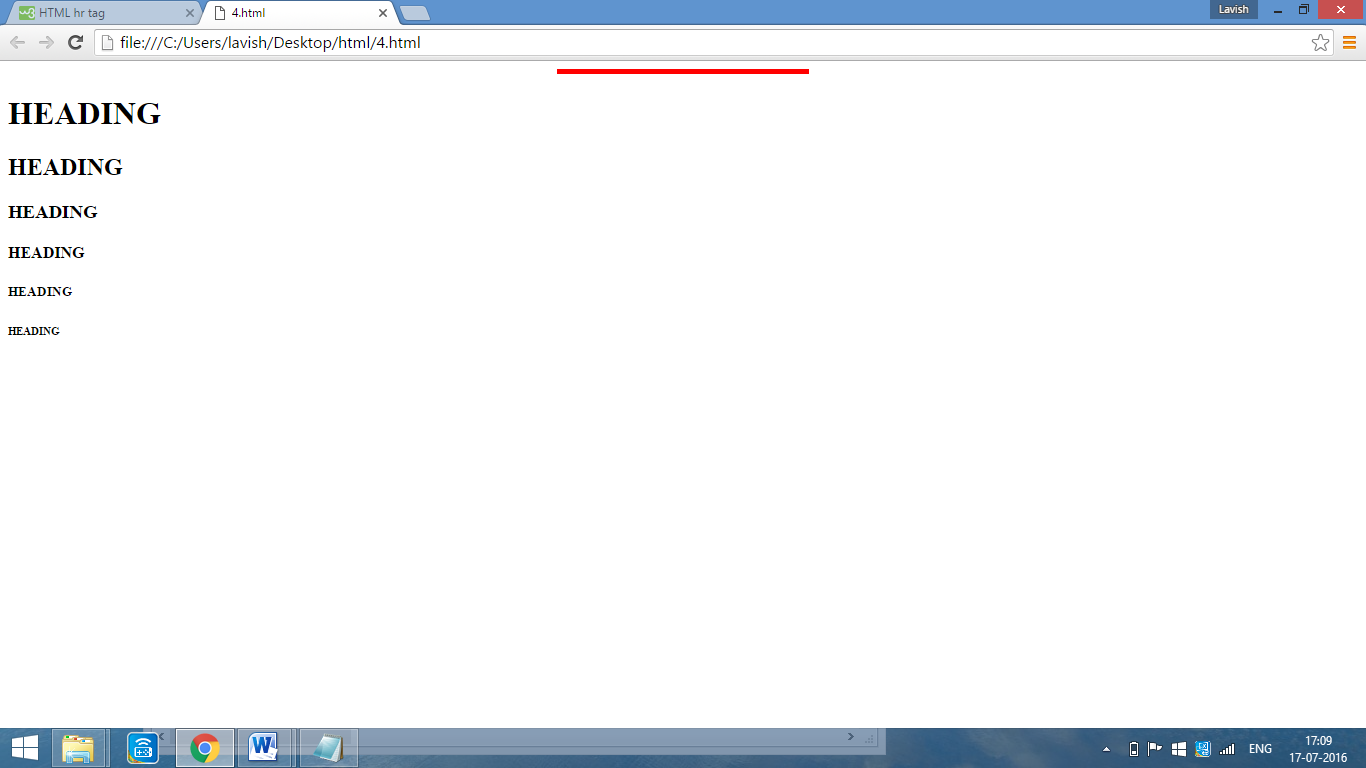 HTML hr tag
4.html
Lavish
file:///C:/Users/lavish/Desktop/html/4.html
HEADING
HEADING
HEADING
HEADING
HEADING
HEADING
ENG
17:09
17-07-2016